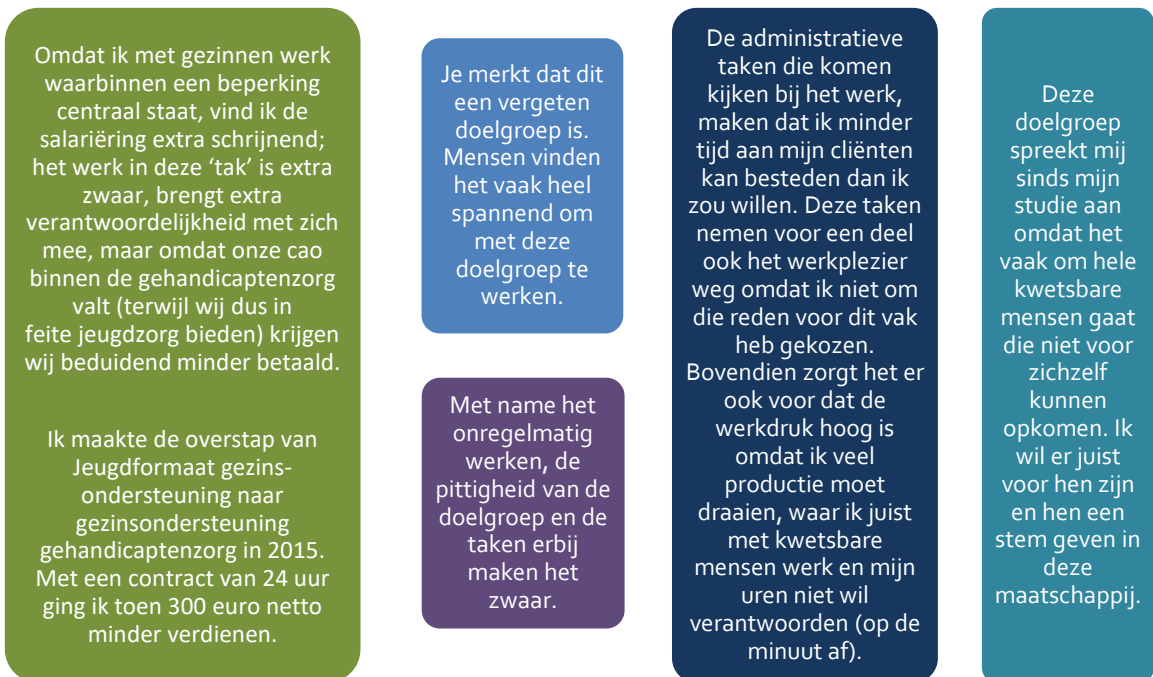 Omdat ik met gezinnen werk
waarbinnen een beperking
centraal staat, vind ik de
salariëring extra schrijnend;
het werk in deze ‘tak’ is extra
zwaar, brengt extra
verantwoordelijkheid met zich
mee, maar omdat onze cao
binnen de gehandicaptenzorg
valt (terwijl wij dus in
feite jeugdzorg bieden) krijgen
wij beduidend minder betaald.
Ik maakte de overstap van
Jeugdformaat gezins-
ondersteuning naar
gezinsondersteuning
gehandicaptenzorg in 2015.
Met een contract van 24 uur
ging ik toen 300 euro netto
minder verdienen.
Je merkt dat dit
een vergeten
doelgroep is.
Mensen vinden
het vaak heel
spannend om
met deze
doelgroep te
werken.
Met name het
onregelmatig
werken, de
pittigheid van de
doelgroep en de
taken erbij
maken het
zwaar.
De administratieve
taken die komen
kijken bij het werk,
maken dat ik minder
tijd aan mijn cliënten
kan besteden dan ik
zou willen. Deze taken
nemen voor een deel
ook het werkplezier
weg omdat ik niet om
die reden voor dit vak
heb gekozen.
Bovendien zorgt het er
ook voor dat de
werkdruk hoog is
omdat ik veel
productie moet
draaien, waar ik juist
met kwetsbare
mensen werk en mijn
uren niet wil
verantwoorden (op de
minuut af).
Deze
doelgroep
spreekt mij
sinds mijn
studie aan
omdat het
vaak om hele
kwetsbare
mensen gaat
die niet voor
zichzelf
kunnen
opkomen. Ik
wil er juist
voor hen zijn
en hen een
stem geven in
deze
maatschappij.